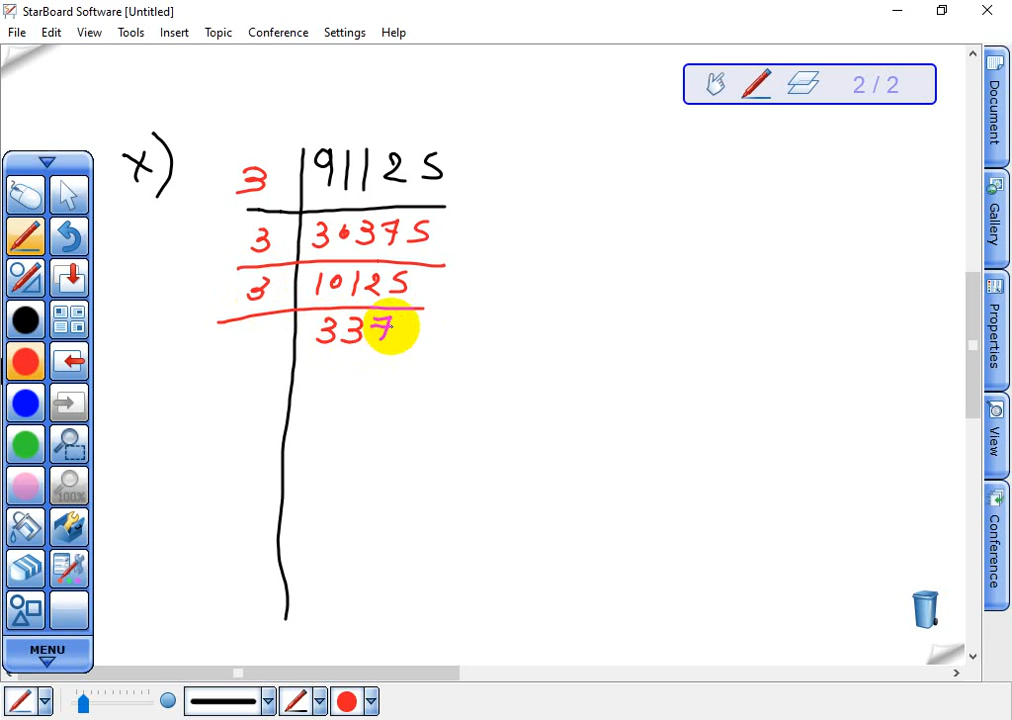 StarBoard Software [Untitled]
File Edit View Tools Insert Topic Conference Settings Help
2 / 2
x) 3 91125
3 30375
3 10125
337
100%
MENU
Document
Gallery
Properties
View
Conference